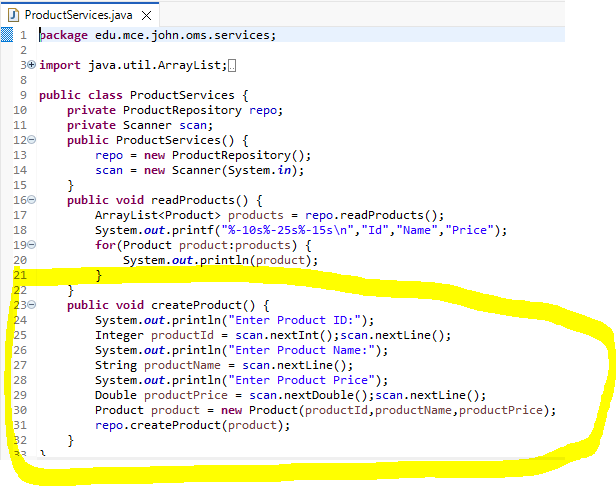 ProductServices.java
1 package edu.mce.john.oms.services;
2
3 import java.util.ArrayList;
8
9 public class ProductServices {
10 private ProductRepository repo;
11 private Scanner scan;
12 public ProductServices() {
13 repo = new ProductRepository();
14 scan = new Scanner(System.in);
15 }
16 public void readProducts() {
17 ArrayList<Product> products = repo.readProducts();
18 System.out.printf("%-10s%-25s%-15s\n","Id","Name","Price");
19 for(Product product:products) {
20 System.out.println(product);
21 }
22 }
23 public void createProduct() {
24 System.out.println("Enter Product ID:");
25 Integer productId = scan.nextInt();scan.nextLine();
26 System.out.println("Enter Product Name:");
27 String productName = scan.nextLine();
28 System.out.println("Enter Product Price");
29 Double productPrice = scan.nextDouble();scan.nextLine();
30 Product product = new Product(productId,productName,productPrice);
31 repo.createProduct(product);
32 }
33 }